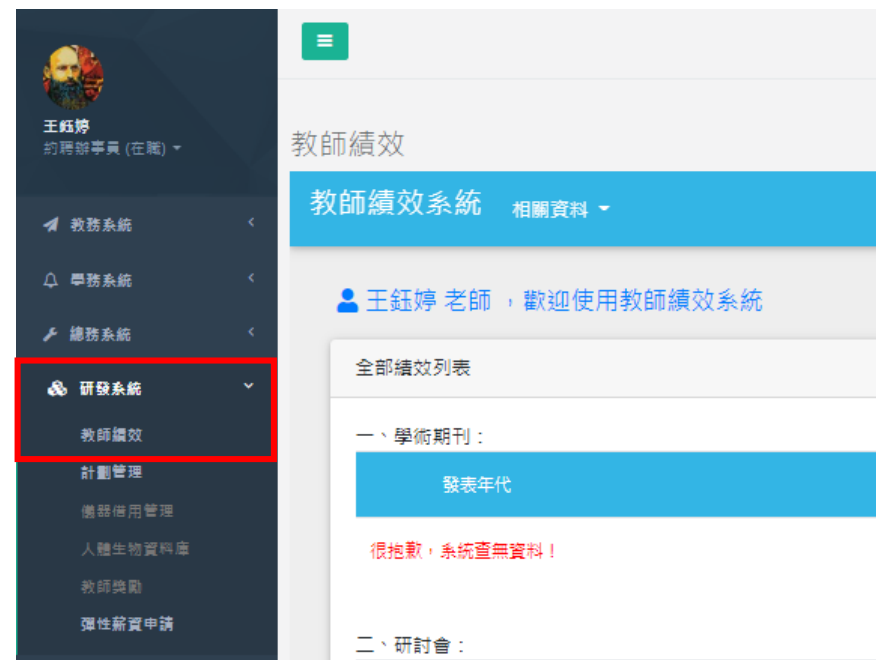 王鈺婷
約聘辦事員 (在職)
教務系統
學務系統
總務系統
研發系統
教師績效
計劃管理
儀器借用管理
人體生物資料庫
教師獎勵
彈性薪資申請
教師績效
教師績效系統 相關資料
王鈺婷 老師 ，歡迎使用教師績效系統
全部績效列表
一、學術期刊：
發表年代
很抱歉，系統查無資料！
二、研討會：